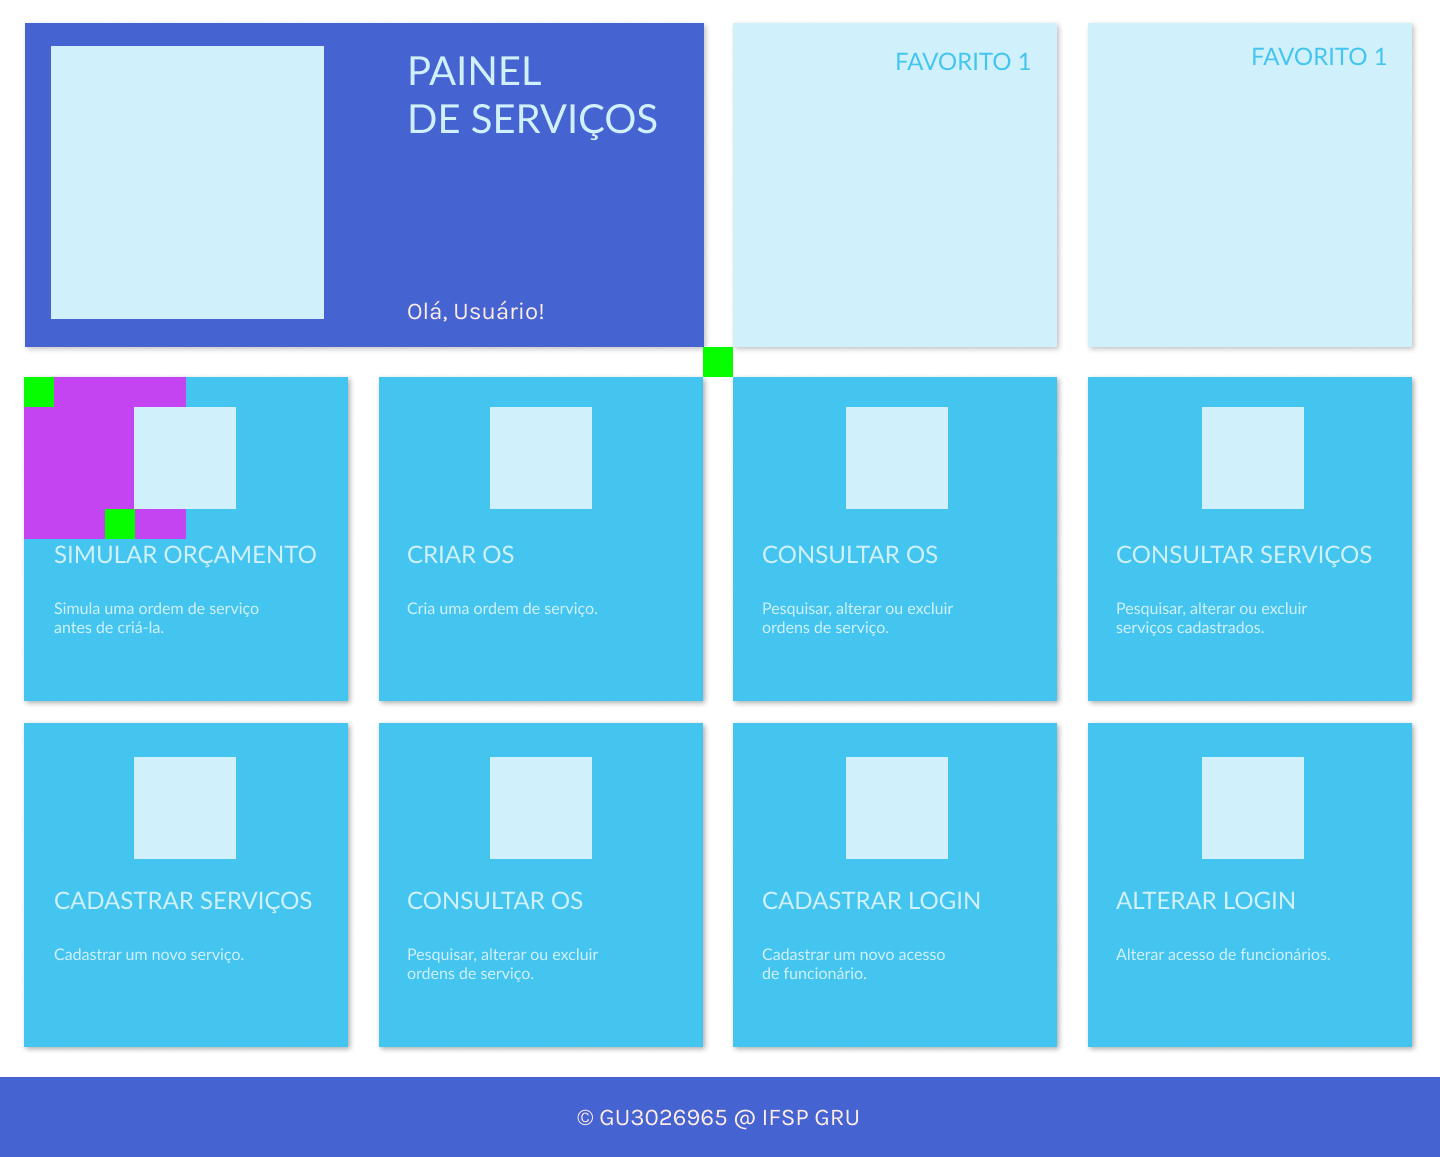 PAINEL
DE SERVIÇOS
Olá, Usuário!
FAVORITO 1
FAVORITO 1
SIMULAR ORÇAMENTO
Simula uma ordem de serviço
antes de criá-la.
CRIAR OS
Cria uma ordem de serviço.
CONSULTAR OS
Pesquisar, alterar ou excluir
ordens de serviço.
CONSULTAR SERVIÇOS
Pesquisar, alterar ou excluir
serviços cadastrados.
CADASTRAR SERVIÇOS
Cadastrar um novo serviço.
CONSULTAR OS
Pesquisar, alterar ou excluir
ordens de serviço.
CADASTRAR LOGIN
Cadastrar um novo acesso
de funcionário.
ALTERAR LOGIN
Alterar acesso de funcionários.
© GU3026965 @ IFSP GRU